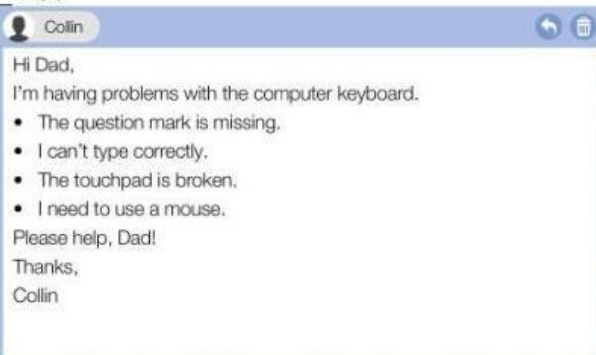 Collin
Hi Dad,
I'm having problems with the computer keyboard.
• The question mark is missing.
• I can't type correctly.
• The touchpad is broken.
• I need to use a mouse.
Please help, Dad!
Thanks,
Collin